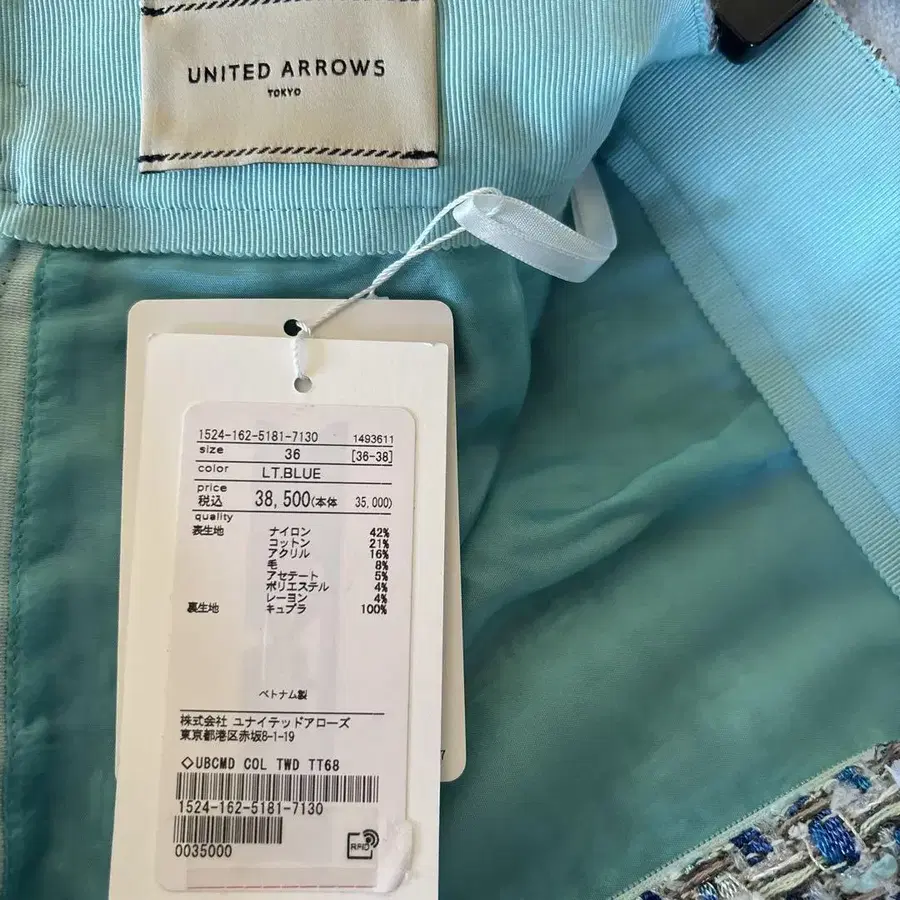 UNITED ARROWS
TOKYO
1524-162-5181-7130 1493611
size 36 [36-38]
color LT.BLUE
price
税込 38,500(本体 35,000)
quality
表生地 ナイロン 42%
コットン 21%
アクリル 16%
毛 8%
アセテート 5%
ポリエステル 4%
レーヨン 4%
裏生地 キュプラ 100%
ベトナム製
株式会社 ユナイテッドアローズ
東京都港区赤坂8-1-19
◇UBCMD COL TWD TT68
1524-162-5181-7130
0035000
RFID
7